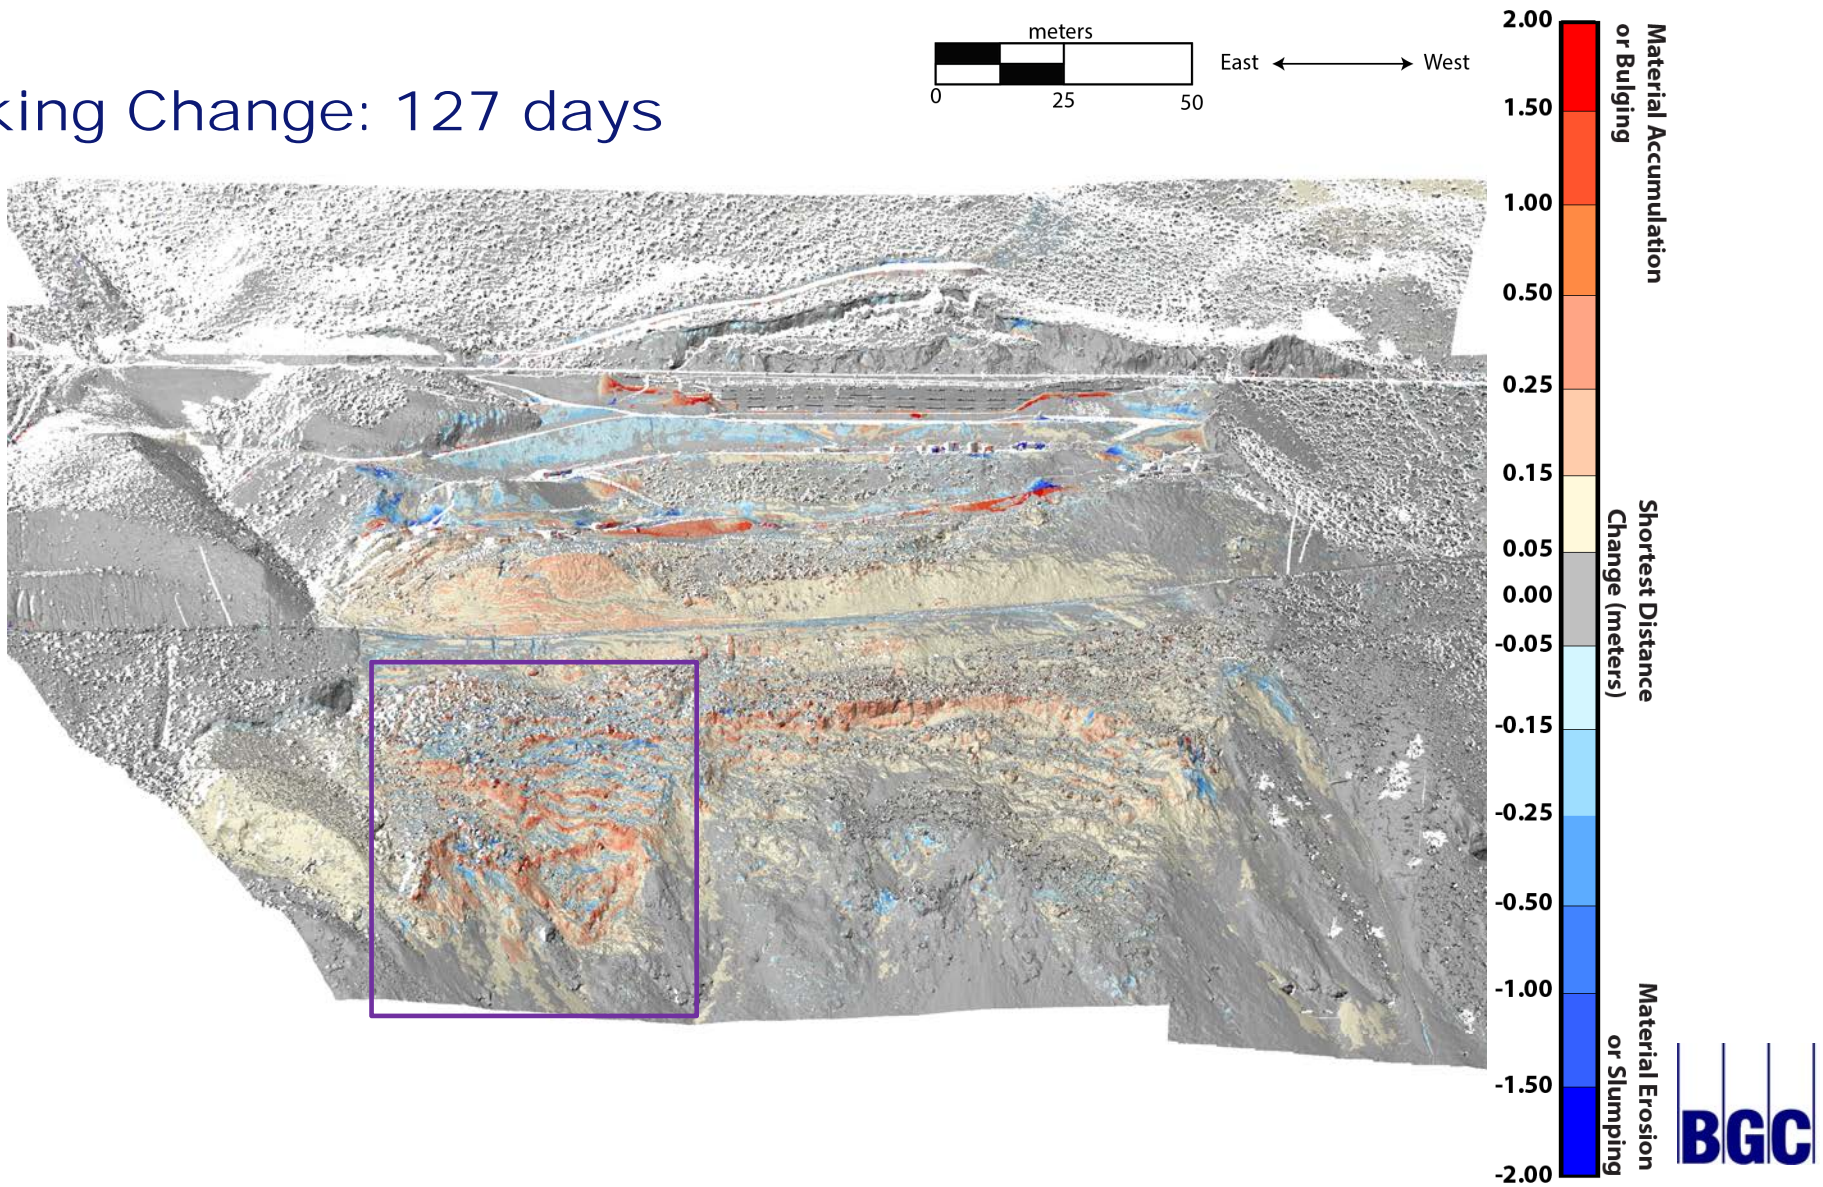 king Change: 127 days
meters
0 25 50
East West
2.00
1.50
1.00
0.50
0.25
0.15
0.05
0.00
-0.05
-0.15
-0.25
-0.50
-1.00
-1.50
-2.00
Material Accumulation
or Bulging
Shortest Distance
Change (meters)
Material Erosion
or Slumping
BGC